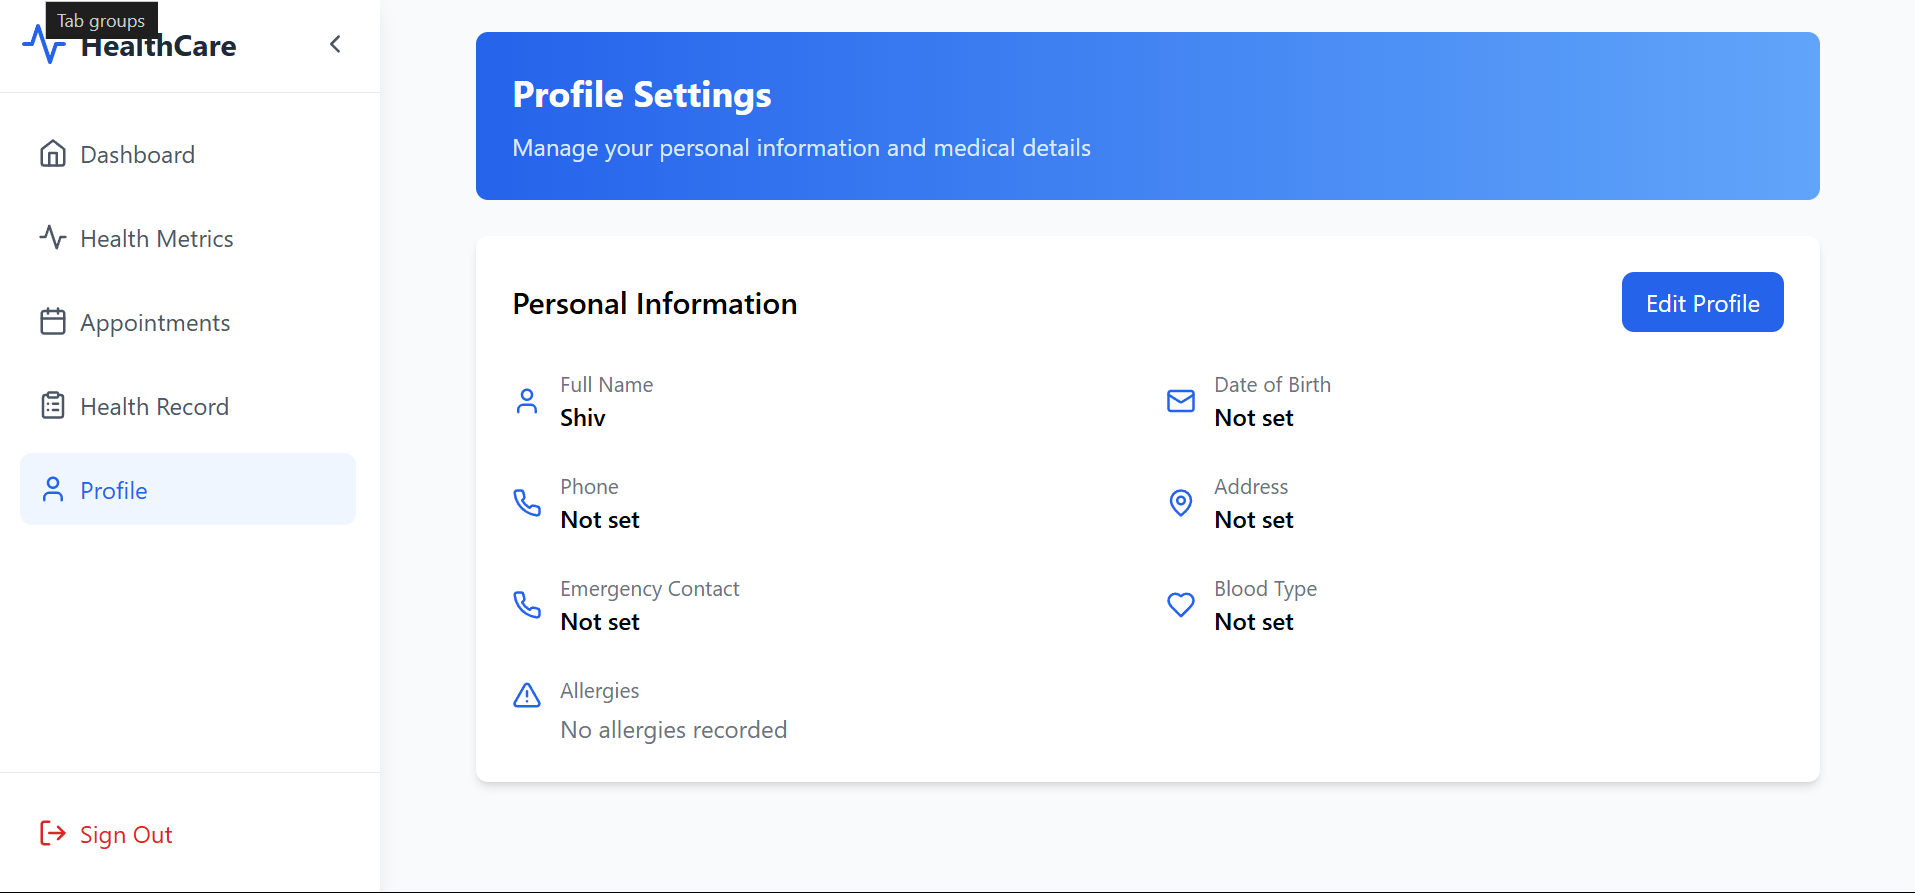 Tab groups
HealthCare
Dashboard
Health Metrics
Appointments
Health Record
Profile
Sign Out
Profile Settings
Manage your personal information and medical details
Personal Information
Edit Profile
Full Name
Shiv
Date of Birth
Not set
Phone
Not set
Address
Not set
Emergency Contact
Not set
Blood Type
Not set
Allergies
No allergies recorded